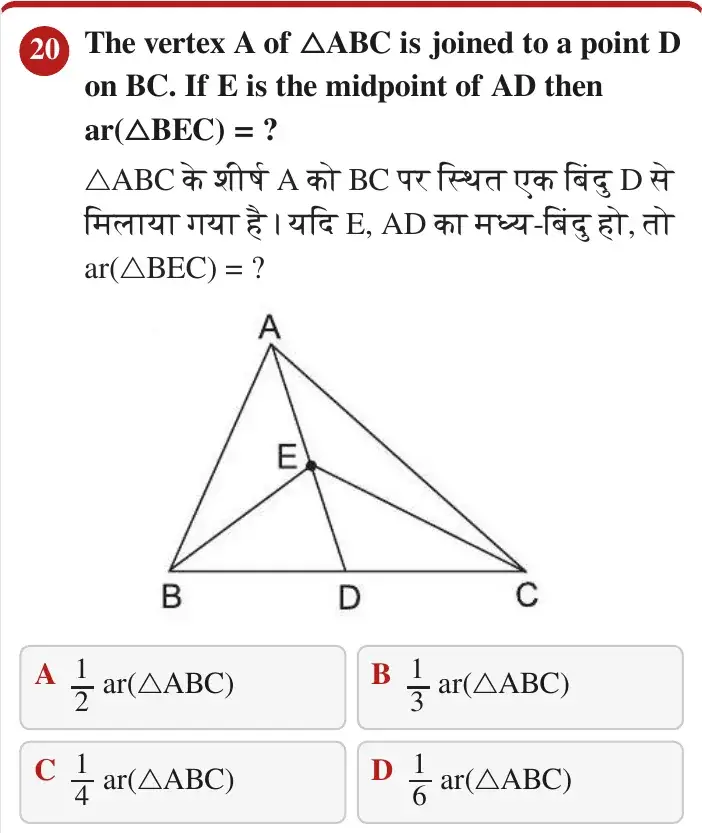 20 The vertex A of △ABC is joined to a point D
on BC. If E is the midpoint of AD then
ar(△BEC) = ?
△ABC के शीर्ष A को BC पर स्थित एक बिंदु D से
मिलाया गया है। यदि E, AD का मध्य-बिंदु हो, तो
ar(△BEC) = ?
A
E
B D C
A 1/2 ar(△ABC) B 1/3 ar(△ABC)
C 1/4 ar(△ABC) D 1/6 ar(△ABC)